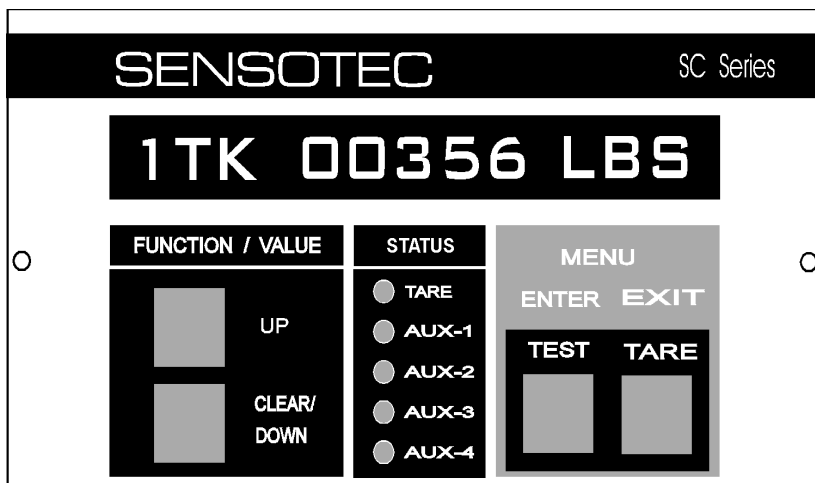 SENSOTEC
SC Series
1TK 00356 LBS
FUNCTION / VALUE
UP
CLEAR/
DOWN
STATUS
TARE
AUX-1
AUX-2
AUX-3
AUX-4
MENU
ENTER EXIT
TEST TARE